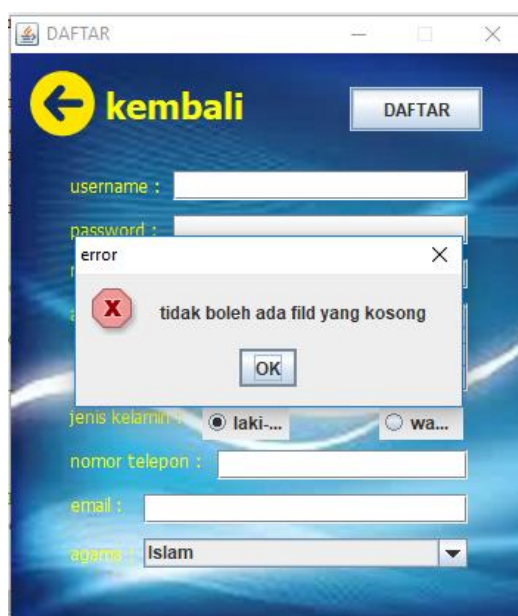 DAFTAR
kembali
DAFTAR
username :
password :
error
tidak boleh ada fild yang kosong
OK
jenis kelamin :
laki-...
wa...
nomor telepon :
email :
agama :
Islam